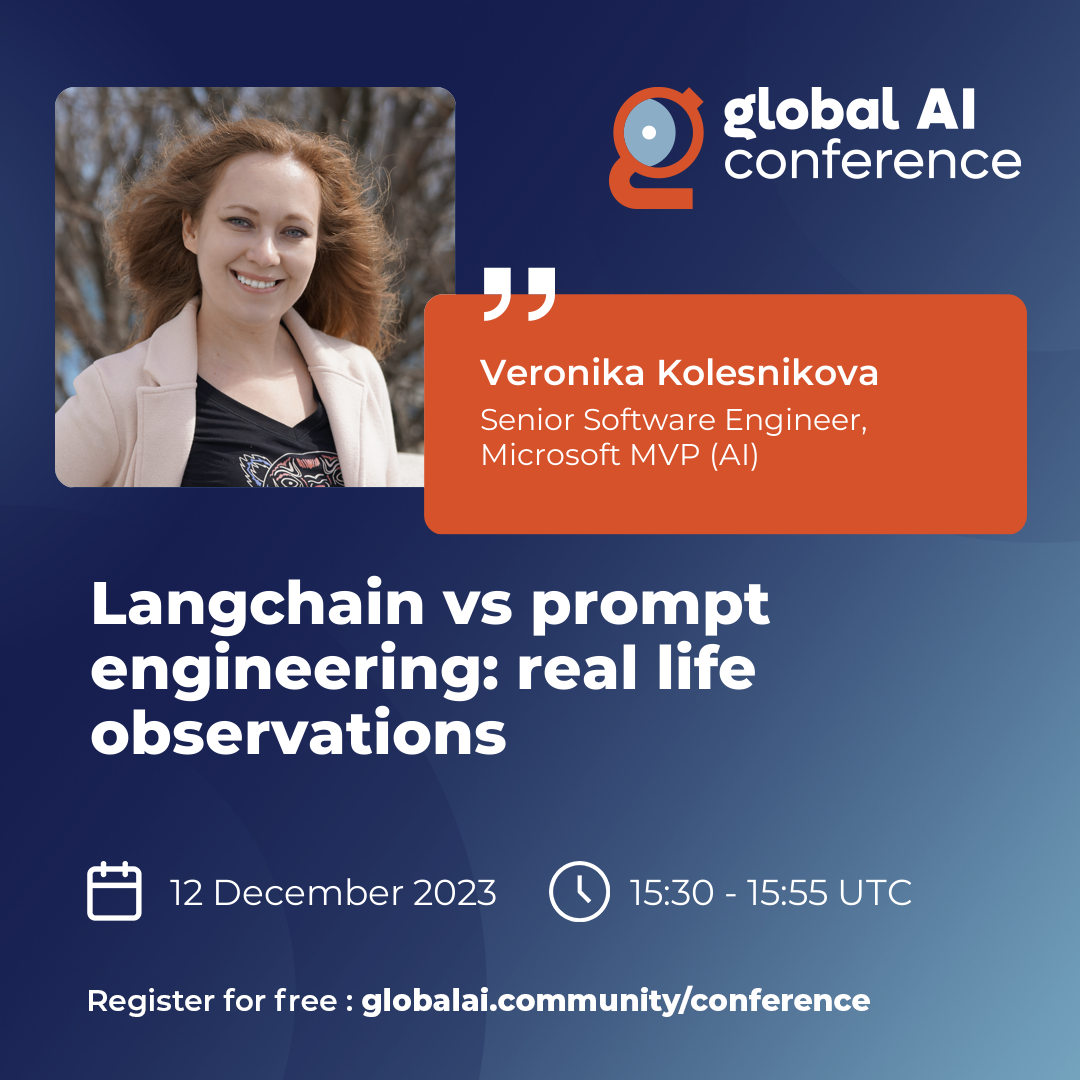 global AI
conference
Veronika Kolesnikova
Senior Software Engineer,
Microsoft MVP (AI)
Langchain vs prompt
engineering: real life
observations
12 December 2023
15:30 - 15:55 UTC
Register for free : globalai.community/conference